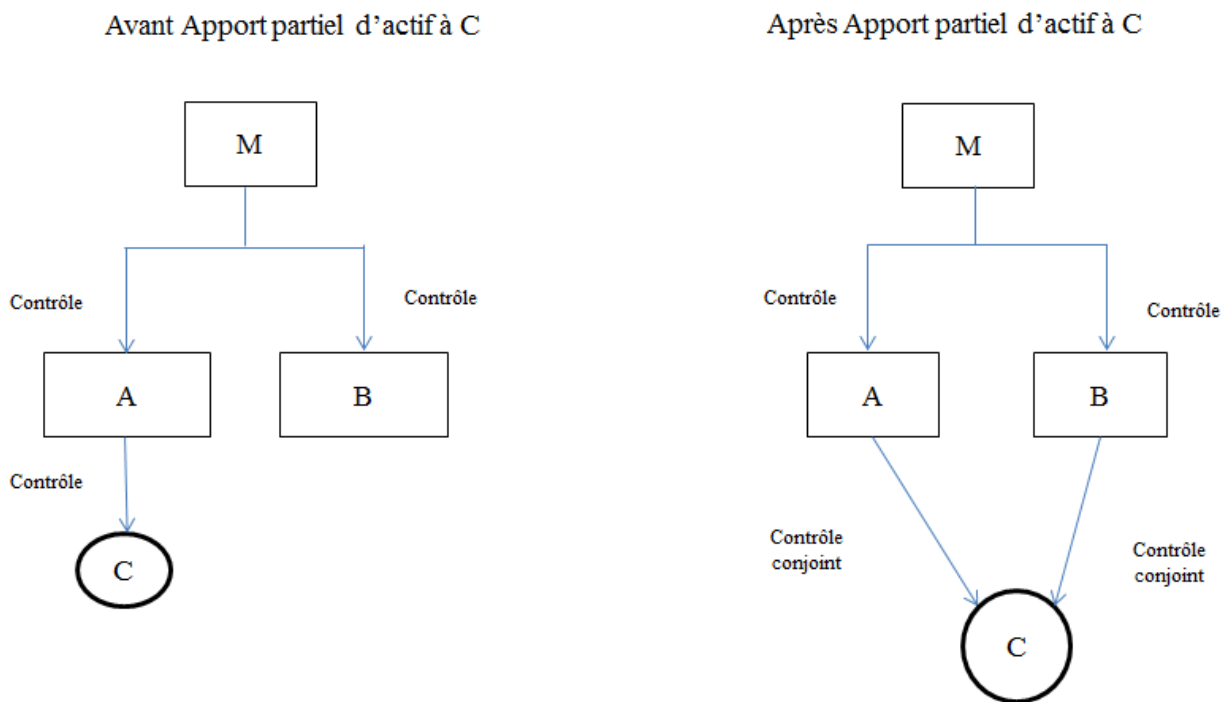 Avant Apport partiel d’actif à C
M
Contrôle
Contrôle
A
B
Contrôle
C
Après Apport partiel d’actif à C
M
Contrôle
Contrôle
A
B
Contrôle
conjoint
Contrôle
conjoint
C